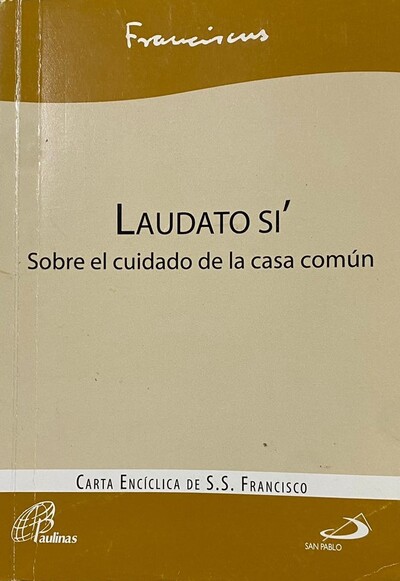 Franciscus
LAUDATO SI’
Sobre el cuidado de la casa común
CARTA ENCÍCLICA DE S.S. FRANCISCO
Paulinas
SAN PABLO